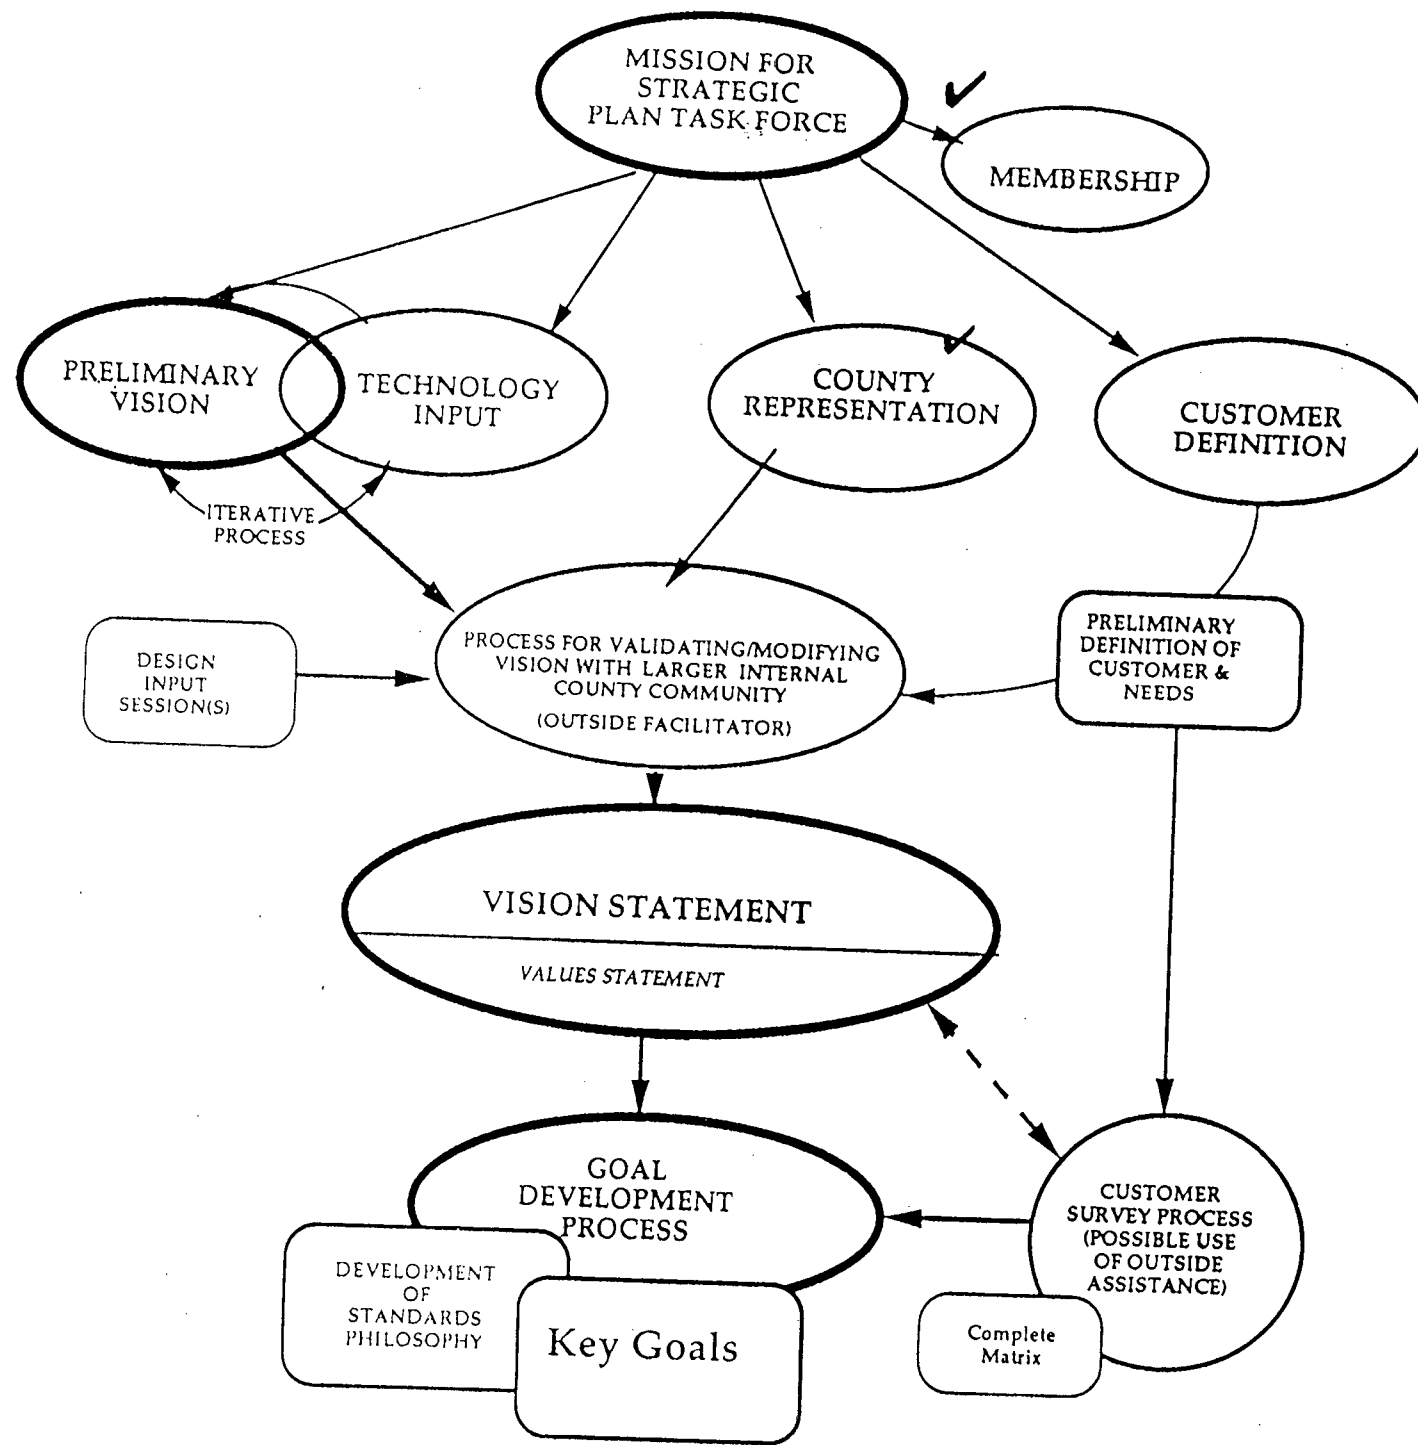 MISSION FOR
STRATEGIC
PLAN TASK FORCE
MEMBERSHIP
PRELIMINARY
VISION
TECHNOLOGY
INPUT
COUNTY
REPRESENTATION
CUSTOMER
DEFINITION
ITERATIVE
PROCESS
DESIGN
INPUT
SESSION(S)
PROCESS FOR VALIDATING/MODIFYING
VISION WITH LARGER INTERNAL
COUNTY COMMUNITY
(OUTSIDE FACILITATOR)
PRELIMINARY
DEFINITION OF
CUSTOMER &
NEEDS
VISION STATEMENT
VALUES STATEMENT
GOAL
DEVELOPMENT
PROCESS
DEVELOPMENT
OF
STANDARDS
PHILOSOPHY
Key Goals
CUSTOMER
SURVEY PROCESS
(POSSIBLE USE
OF OUTSIDE
ASSISTANCE)
Complete
Matrix